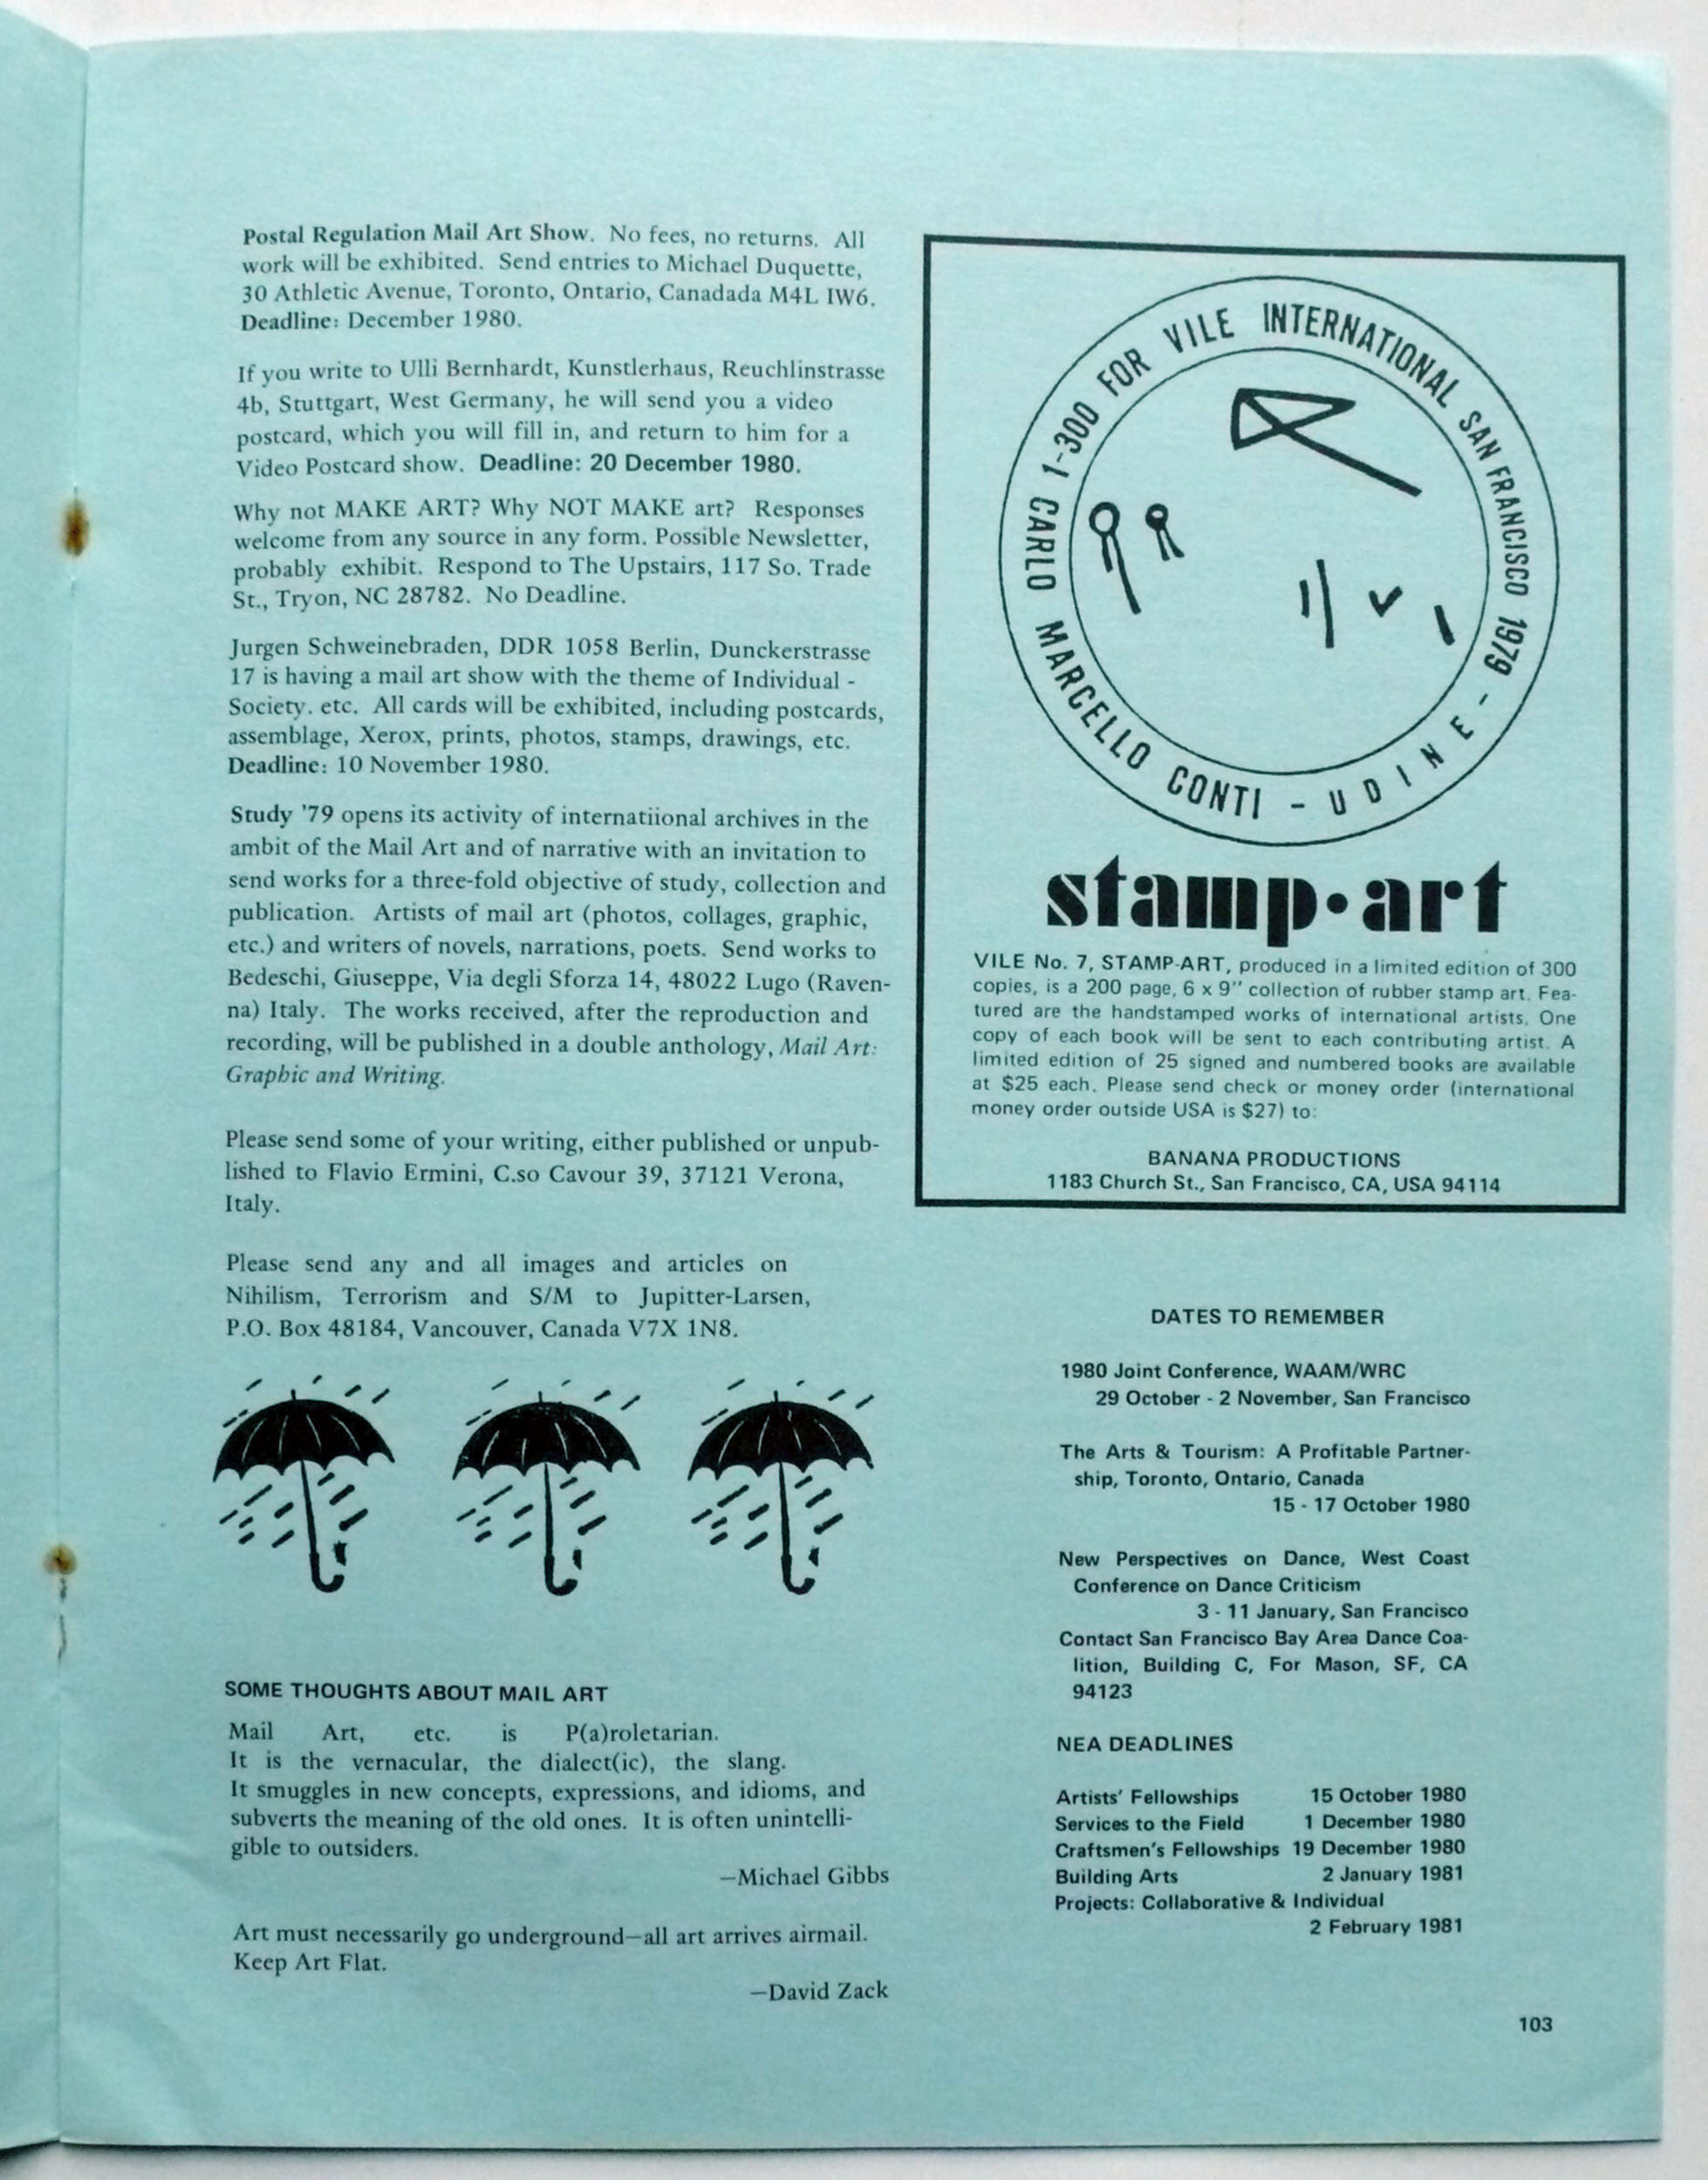 Postal Regulation Mail Art Show. No fees, no returns. All
work will be exhibited. Send entries to Michael Duquette,
30 Athletic Avenue, Toronto, Ontario, Canadada M4L IW6.
Deadline: December 1980.
If you write to Ulli Bernhardt, Kunstlerhaus, Reuchlinstrasse
4b, Stuttgart, West Germany, he will send you a video
postcard, which you will fill in, and return to him for a
Video Postcard show. Deadline: 20 December 1980.
Why not MAKE ART? Why NOT MAKE art? Responses
welcome from any source in any form. Possible Newsletter,
probably exhibit. Respond to The Upstairs, 117 So. Trade
St., Tryon, NC 28782. No Deadline.
Jurgen Schweinebraden, DDR 1058 Berlin, Dunckerstrasse
17 is having a mail art show with the theme of Individual -
Society. etc. All cards will be exhibited, including postcards,
assemblage, Xerox, prints, photos, stamps, drawings, etc.
Deadline: 10 November 1980.
Study '79 opens its activity of internatiional archives in the
ambit of the Mail Art and of narrative with an invitation to
send works for a three-fold objective of study, collection and
publication. Artists of mail art (photos, collages, graphic,
etc.) and writers of novels, narrations, poets. Send works to
Bedeschi, Giuseppe, Via degli Sforza 14, 48022 Lugo (Raven-
na) Italy. The works received, after the reproduction and
recording, will be published in a double anthology, Mail Art:
Graphic and Writing.
Please send some of your writing, either published or unpub-
lished to Flavio Ermini, C.so Cavour 39, 37121 Verona,
Italy.
Please send any and all images and articles on
Nihilism, Terrorism and S/M to Jupitter-Larsen,
P.O. Box 48184, Vancouver, Canada V7X 1N8.
SOME THOUGHTS ABOUT MAIL ART
Mail Art, etc. is P(a)roletarian.
It is the vernacular, the dialect(ic), the slang.
It smuggles in new concepts, expressions, and idioms, and
subverts the meaning of the old ones. It is often unintelli-
gible to outsiders.
—Michael Gibbs
Art must necessarily go underground—all art arrives airmail.
Keep Art Flat.
—David Zack
CARLO MARCELLO CONTI - UDINE -
1-300 FOR VILE INTERNATIONAL SAN FRANCISCO 1979
stamp•art
VILE No. 7, STAMP-ART, produced in a limited edition of 300
copies, is a 200 page, 6 x 9" collection of rubber stamp art. Fea-
tured are the handstamped works of international artists. One
copy of each book will be sent to each contributing artist. A
limited edition of 25 signed and numbered books are available
at $25 each. Please send check or money order (international
money order outside USA is $27) to:
BANANA PRODUCTIONS
1183 Church St., San Francisco, CA, USA 94114
DATES TO REMEMBER
1980 Joint Conference, WAAM/WRC
29 October - 2 November, San Francisco
The Arts & Tourism: A Profitable Partner-
ship, Toronto, Ontario, Canada
15 - 17 October 1980
New Perspectives on Dance, West Coast
Conference on Dance Criticism
3 - 11 January, San Francisco
Contact San Francisco Bay Area Dance Coa-
lition, Building C, For Mason, SF, CA
94123
NEA DEADLINES
Artists' Fellowships 15 October 1980
Services to the Field 1 December 1980
Craftsmen's Fellowships 19 December 1980
Building Arts 2 January 1981
Projects: Collaborative & Individual
2 February 1981
103